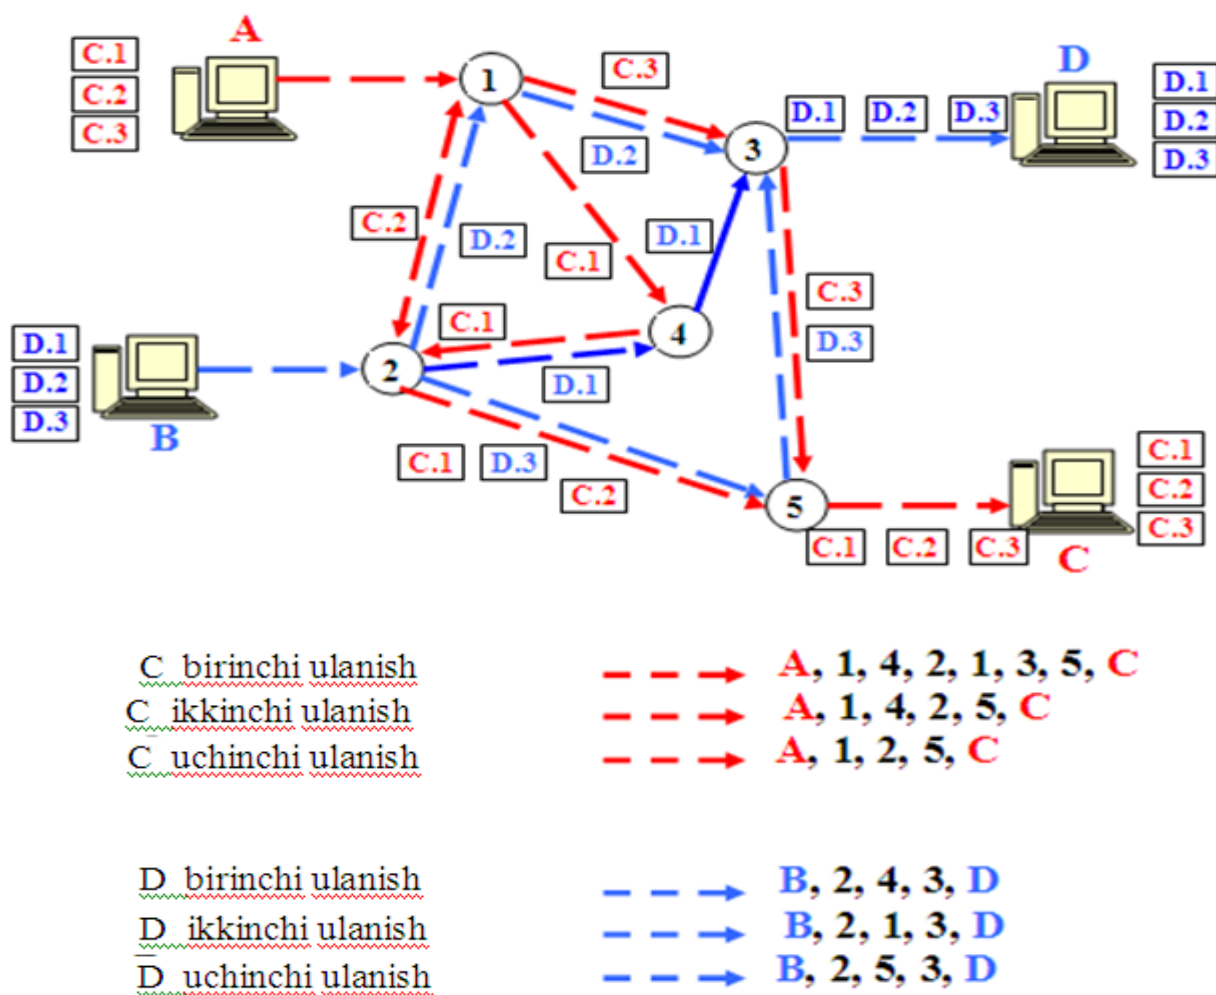 A
C.1
C.2
C.3
1
C.3
D.2
3
D.1 D.2 D.3
D
D.1
D.2
D.3
C.2
D.2
C.1
D.1
C.3
D.3
4
C.1
D.1
2
D.1
D.2
D.3
B
C.1 D.3
C.2
5
C.1 C.2 C.3
C.1
C.2
C.3
C
C birinchi ulanish A, 1, 4, 2, 1, 3, 5, C
C ikkinchi ulanish A, 1, 4, 2, 5, C
C uchinchi ulanish A, 1, 2, 5, C
D birinchi ulanish B, 2, 4, 3, D
D ikkinchi ulanish B, 2, 1, 3, D
D uchinchi ulanish B, 2, 5, 3, D